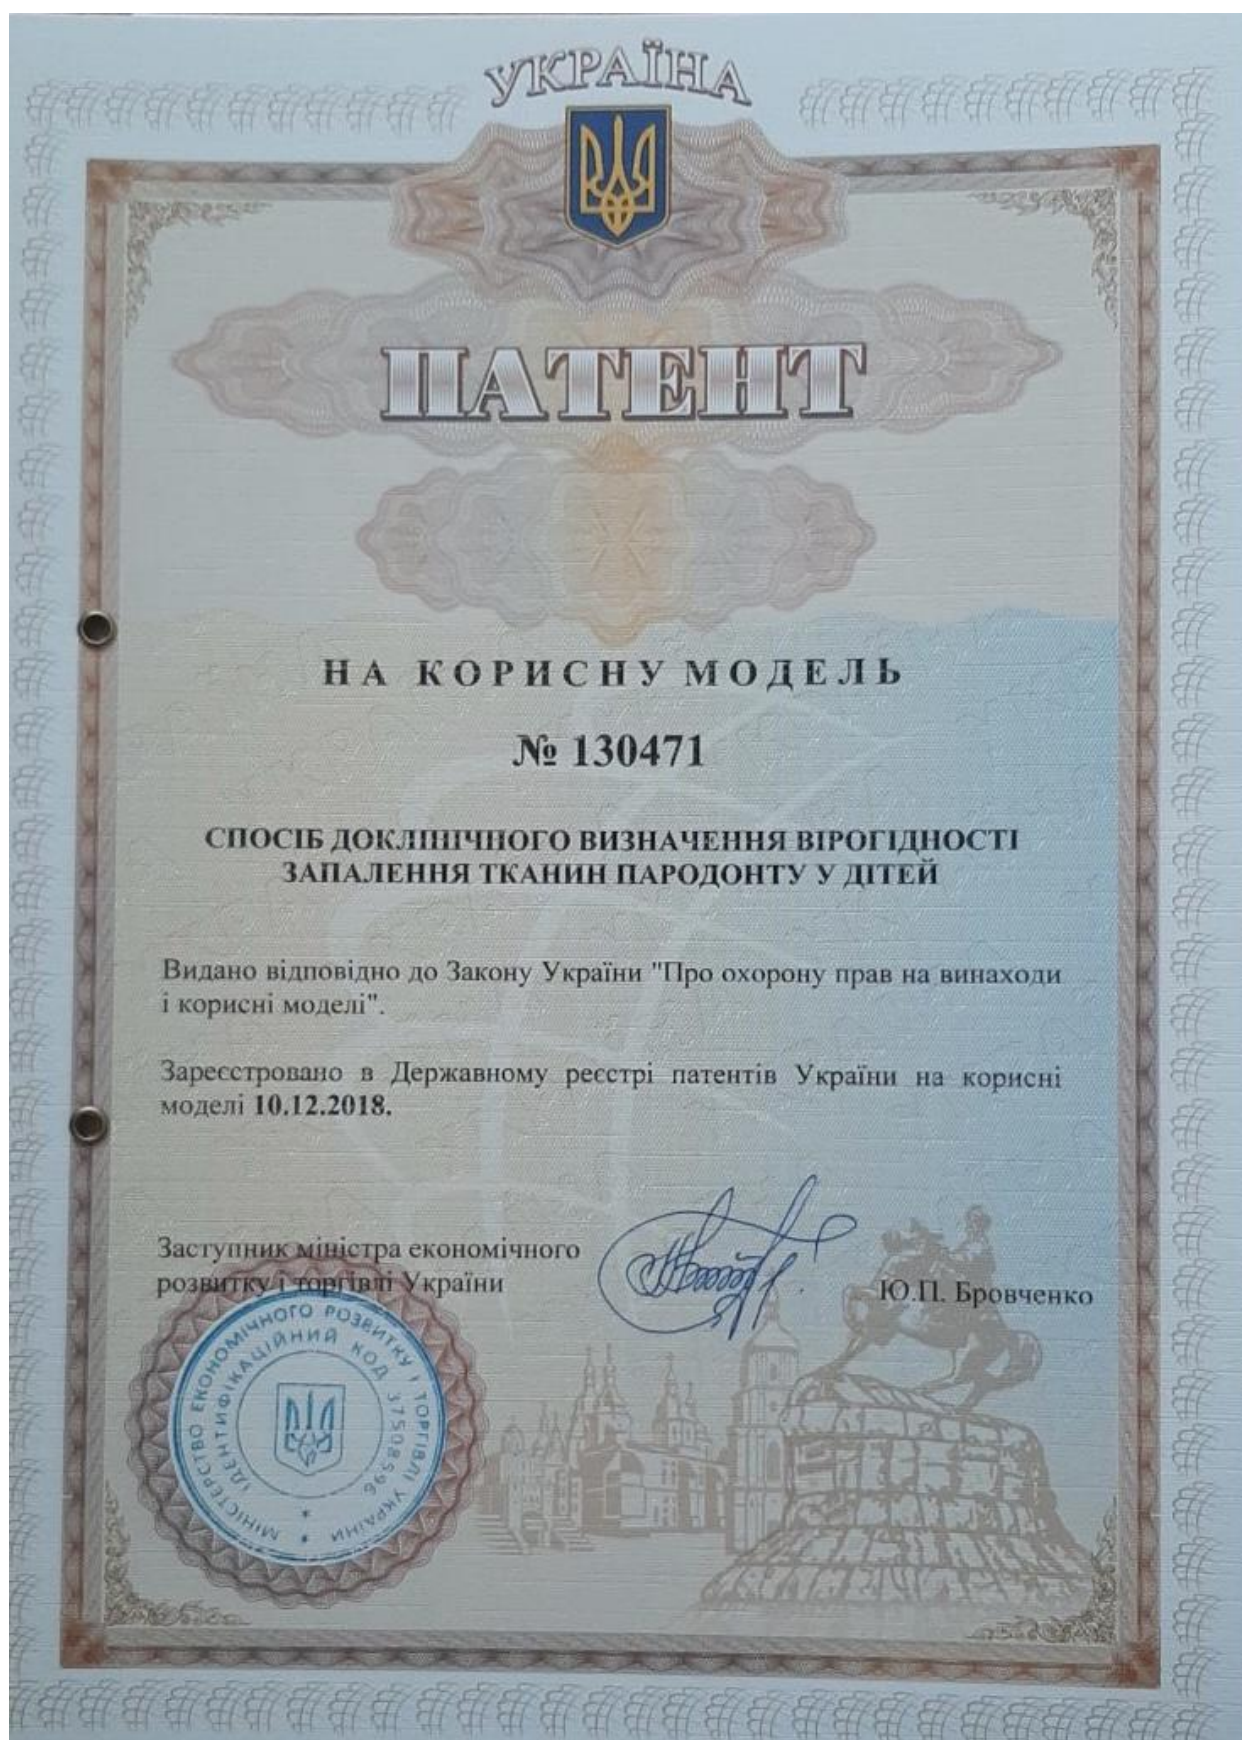 УКРАЇНА
ПАТЕНТ
НА КОРИСНУ МОДЕЛЬ
№ 130471
СПОСІБ ДОКЛІНІЧНОГО ВИЗНАЧЕННЯ ВІРОГІДНОСТІ
ЗАПАЛЕННЯ ТКАНИН ПАРОДОНТУ У ДІТЕЙ
Видано відповідно до Закону України "Про охорону прав на винаходи
і корисні моделі".
Зареєстровано в Державному реєстрі патентів України на корисні
моделі 10.12.2018.
Заступник міністра економічного
розвитку і торгівлі України
Ю.П. Бровченко
МІНІСТЕРСТВО ЕКОНОМІЧНОГО РОЗВИТКУ І ТОРГІВЛІ УКРАЇНИ
ІДЕНТИФІКАЦІЙНИЙ КОД 37508596